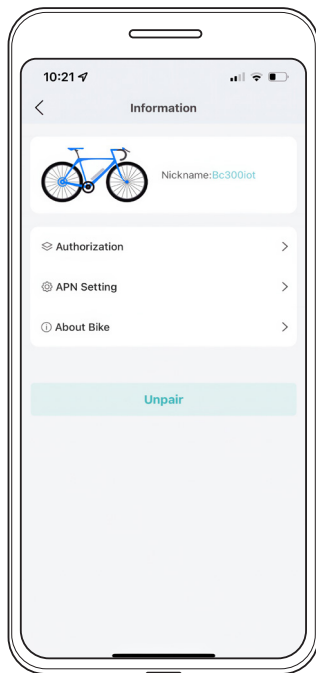 10:21
Information
Nickname:Bc300iot
Authorization
APN Setting
About Bike
Unpair